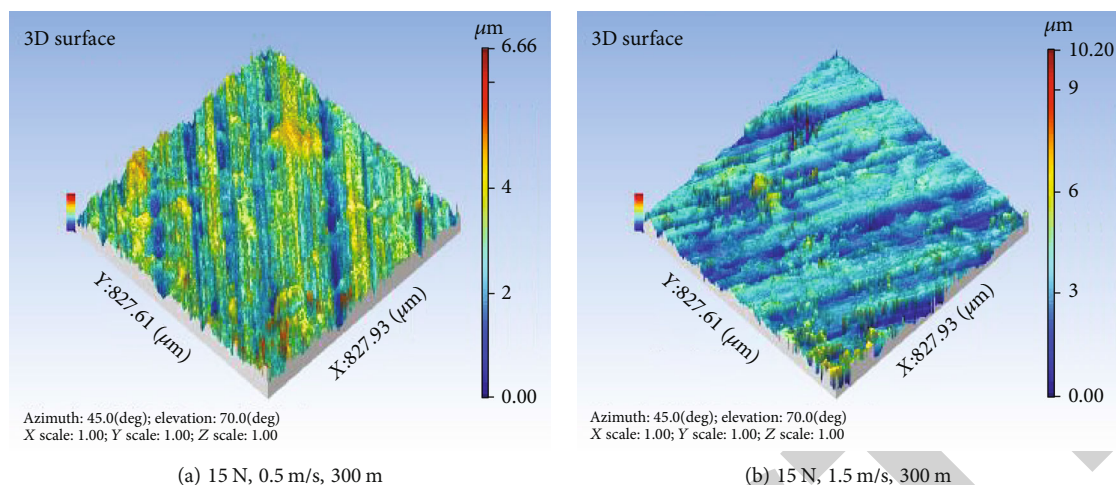 3D surface
μm
6.66
4
2
0.00
Y:827.61 (μm)
X:827.93 (μm)
Azimuth: 45.0(deg); elevation: 70.0(deg)
X scale: 1.00; Y scale: 1.00; Z scale: 1.00
(a) 15 N, 0.5 m/s, 300 m
3D surface
μm
10.20
9
6
3
0.00
Y:827.61 (μm)
X:827.93 (μm)
Azimuth: 45.0(deg); elevation: 70.0(deg)
X scale: 1.00; Y scale: 1.00; Z scale: 1.00
(b) 15 N, 1.5 m/s, 300 m